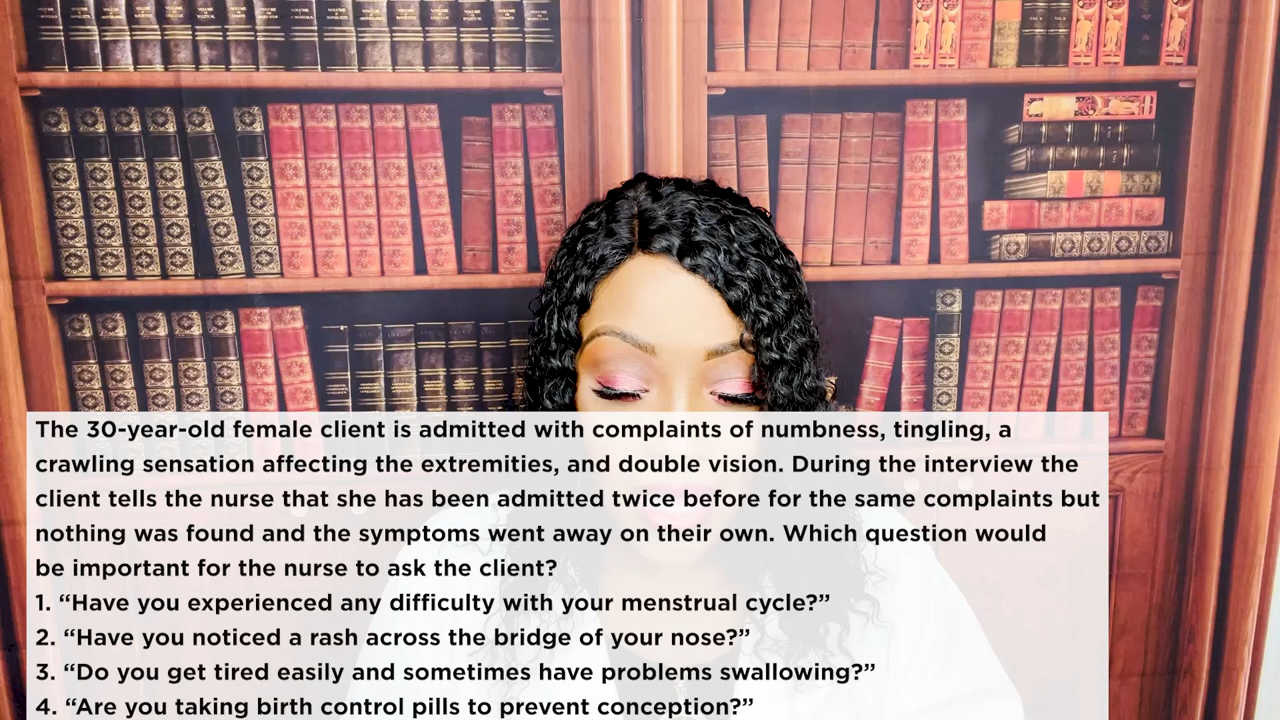 The 30-year-old female client is admitted with complaints of numbness, tingling, a
crawling sensation affecting the extremities, and double vision. During the interview the
client tells the nurse that she has been admitted twice before for the same complaints but
nothing was found and the symptoms went away on their own. Which question would
be important for the nurse to ask the client?
1. “Have you experienced any difficulty with your menstrual cycle?”
2. “Have you noticed a rash across the bridge of your nose?”
3. “Do you get tired easily and sometimes have problems swallowing?”
4. “Are you taking birth control pills to prevent conception?”